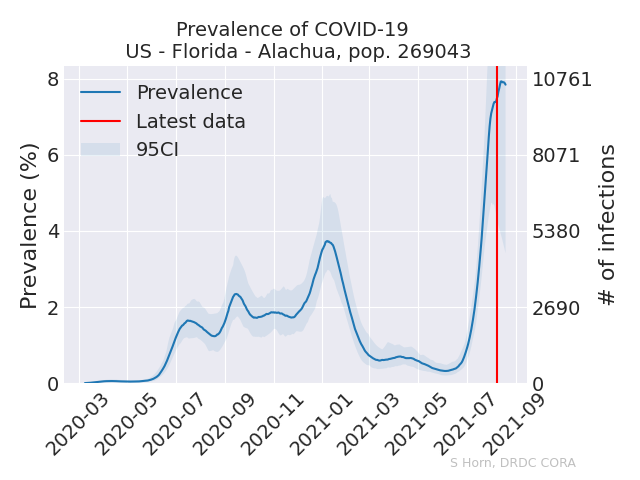 Prevalence of COVID-19
US - Florida - Alachua, pop. 269043
Prevalence
Latest data
95CI
Prevalence (%)
8
6
4
2
0
# of infections
10761
8071
5380
2690
0
2020-03
2020-05
2020-07
2020-09
2020-11
2021-01
2021-03
2021-05
2021-07
2021-09
S Horn, DRDC CORA